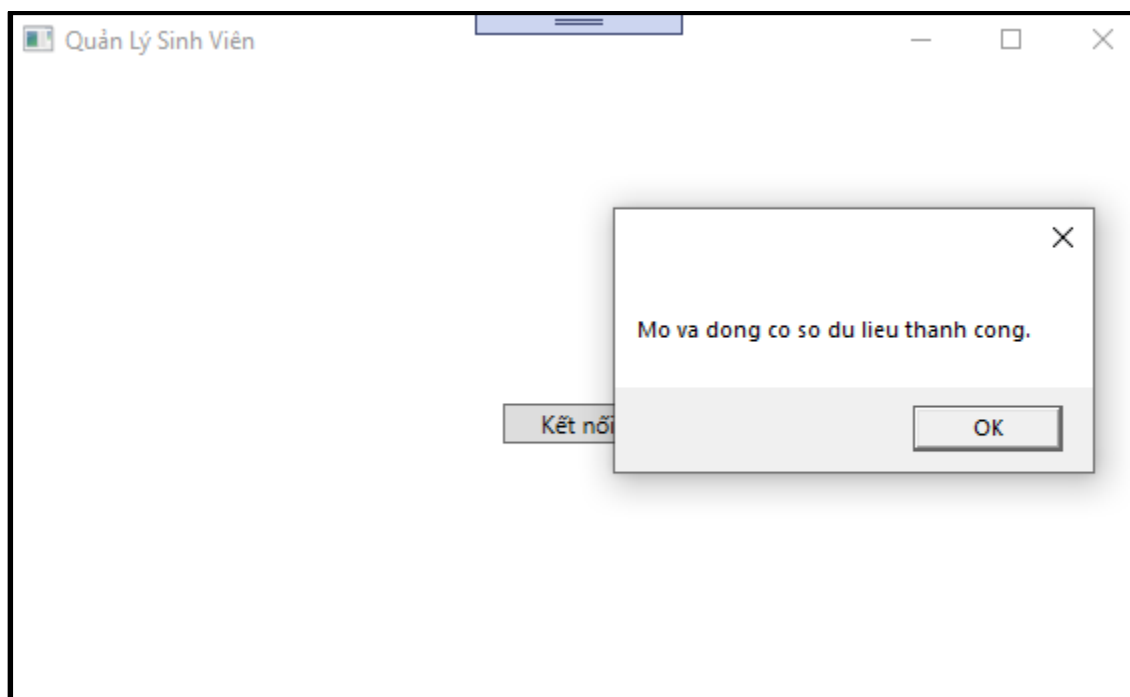 Quản Lý Sinh Viên
Mo va dong co so du lieu thanh cong.
Kết nối
OK